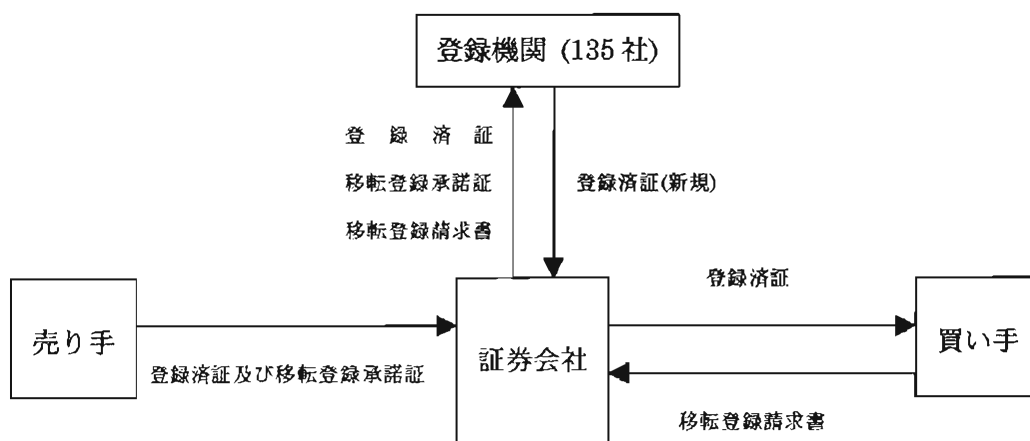 登録機関 (135 社)
登録済証
移転登録承諾証
移転登録請求書
登録済証(新規)
売り手
登録済証及び移転登録承諾証
証券会社
登録済証
買い手
移転登録請求書